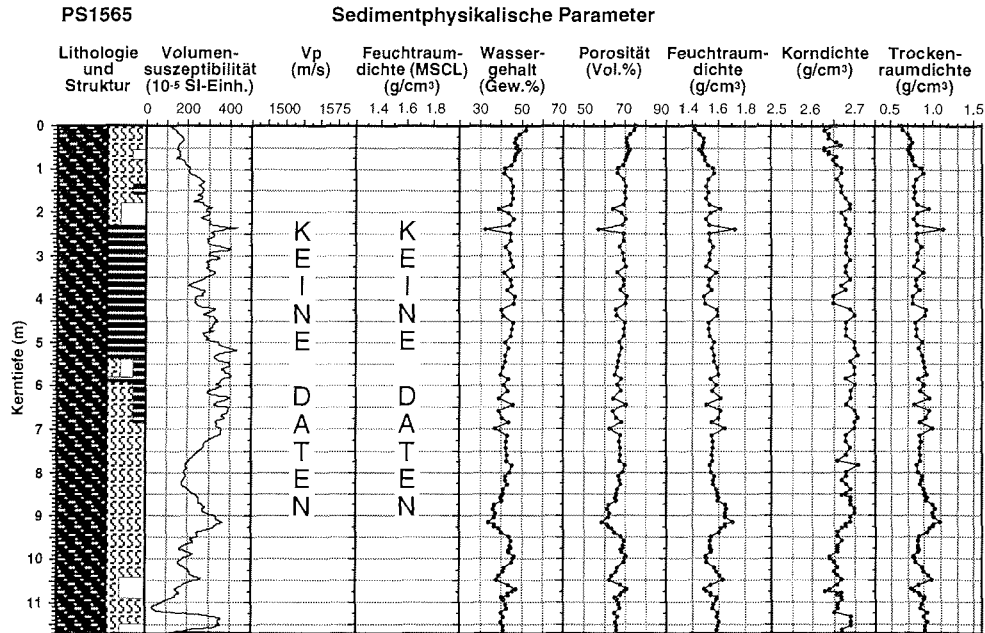 PS1565 Sedimentphysikalische Parameter
Lithologie und Struktur
Volumen-suszeptibilität (10-5 SI-Einh.)
Vp (m/s)
Feuchtraum-dichte (MSCL) (g/cm³)
Wasser-gehalt (Gew.%)
Porosität (Vol.%)
Feuchtraum-dichte (g/cm³)
Korndichte (g/cm³)
Trocken-raumdichte (g/cm³)
0 200 400
1500 1575
1.4 1.6 1.8
30 50 70
50 70 90
1.4 1.6 1.8
2.5 2.6 2.7
0.5 1.0 1.5
Kerntiefe (m)
0
1
2
3
4
5
6
7
8
9
10
11
KEINE DATEN
KEINE DATEN